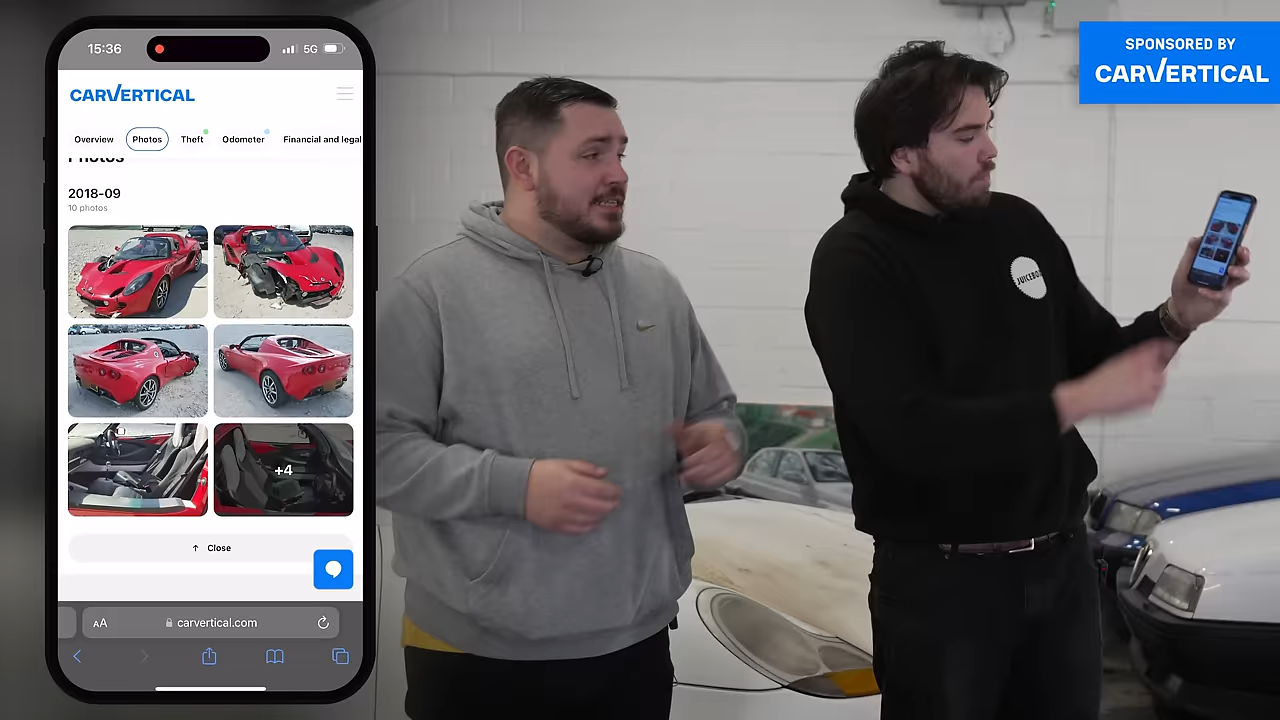 15:36
5G
CARVERTICAL
Overview
Photos
Theft
Odometer
Financial and legal
Photos
2018-09
10 photos
+4
↑ Close
AA
carvertical.com
SPONSORED BY
CARVERTICAL